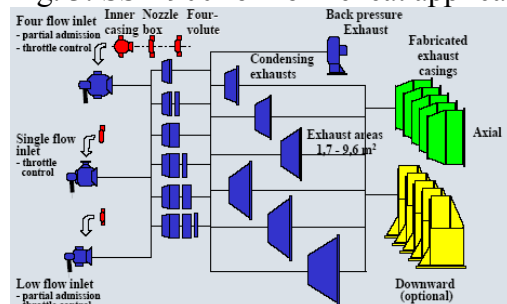 Inner casing
Nozzle box
Four-
volute
Four flow inlet
- partial admission
- throttle control
Back pressure
Exhaust
Condensing
exhausts
Fabricated
exhaust
casings
Exhaust areas
1,7 - 9,6 m²
Axial
Single flow
inlet
- throttle
control
Low flow inlet
- partial admission
Downward
(optional)